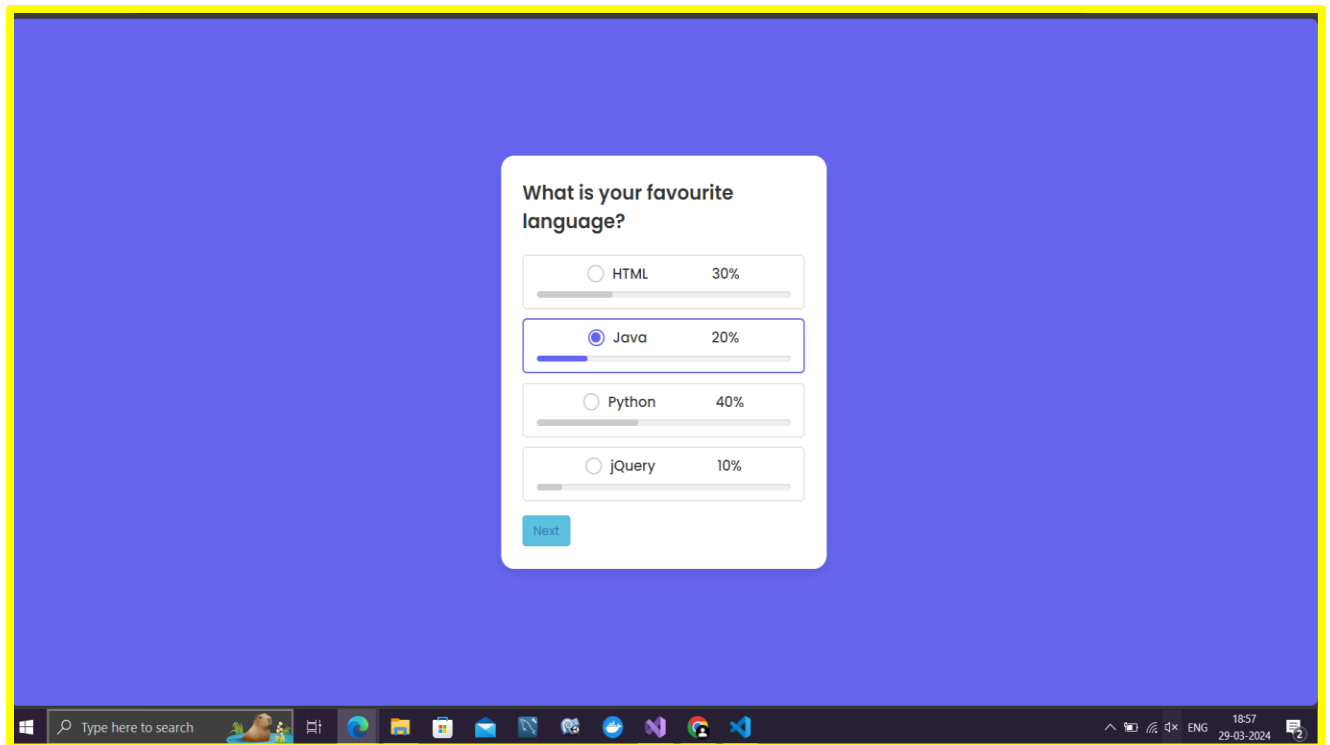 What is your favourite
language?
HTML 30%
Java 20%
Python 40%
jQuery 10%
Next
Type here to search
ENG
18:57
29-03-2024
2